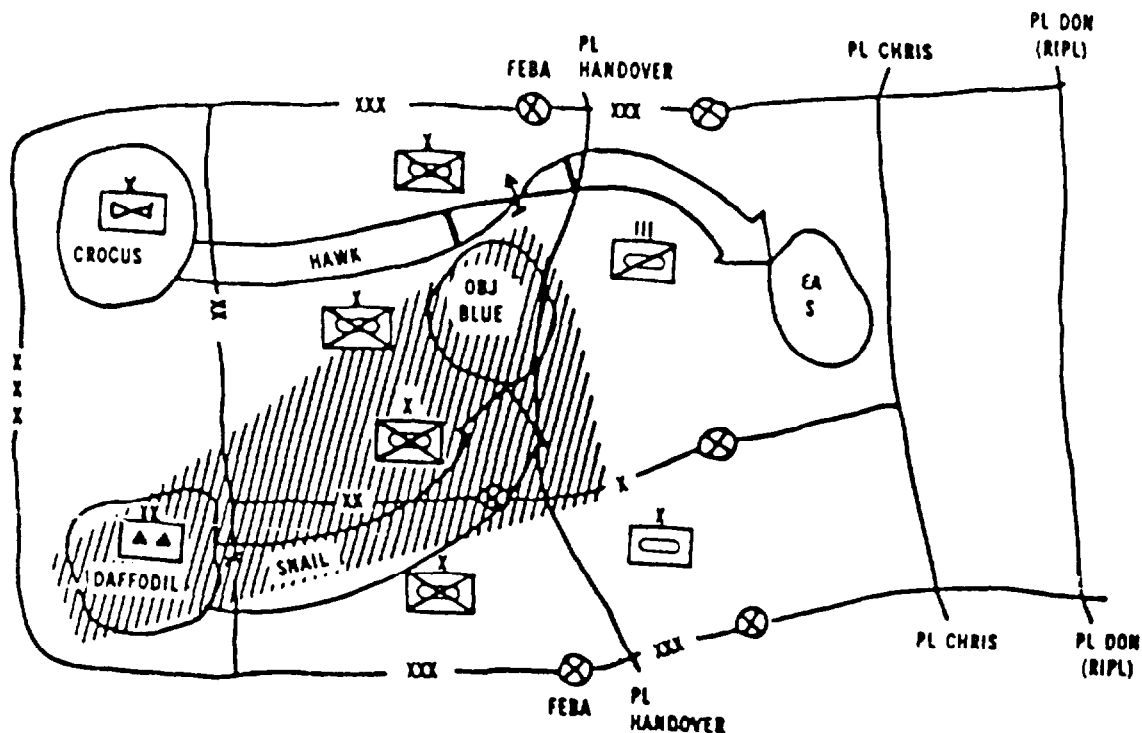 PL DON
(RIPL)
PL
HANDOVER
PL CHRIS
FEBA
XXX
XXX
X
X
CROCUS
HAWK
III
OBJ
BLUE
EA
S
XX
X
X
X
X
X
XX
X
XX
X
DAFFODIL
SNAIL
X
XXX
XXX
PL CHRIS
PL DON
(RIPL)
FEBA
PL
HANDOVER